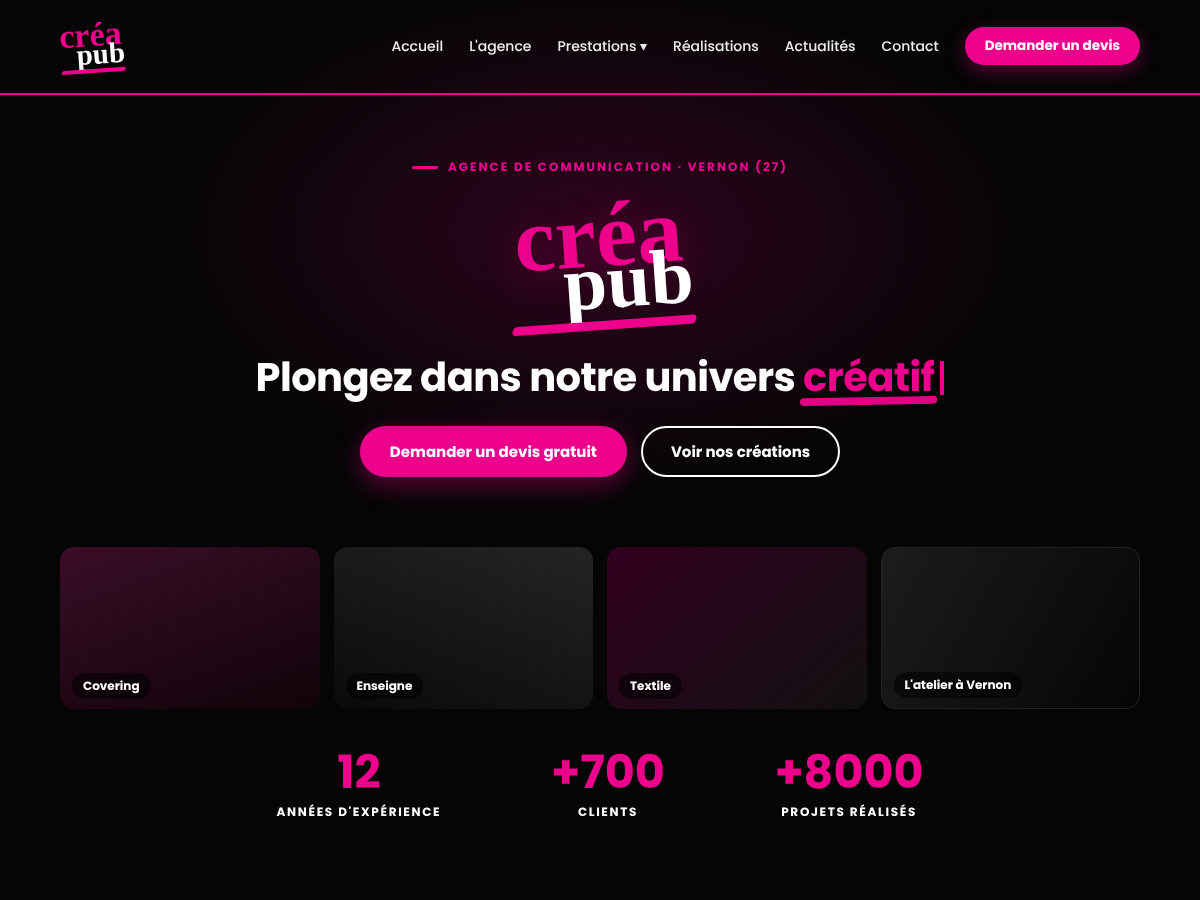 créa
pub
Accueil L'agence Prestations ▾ Réalisations Actualités Contact Demander un devis
AGENCE DE COMMUNICATION · VERNON (27)
créa
pub
Plongez dans notre univers créatif|
Demander un devis gratuit Voir nos créations
Covering Enseigne Textile L'atelier à Vernon
12 +700 +8000
ANNÉES D'EXPÉRIENCE CLIENTS PROJETS RÉALISÉS